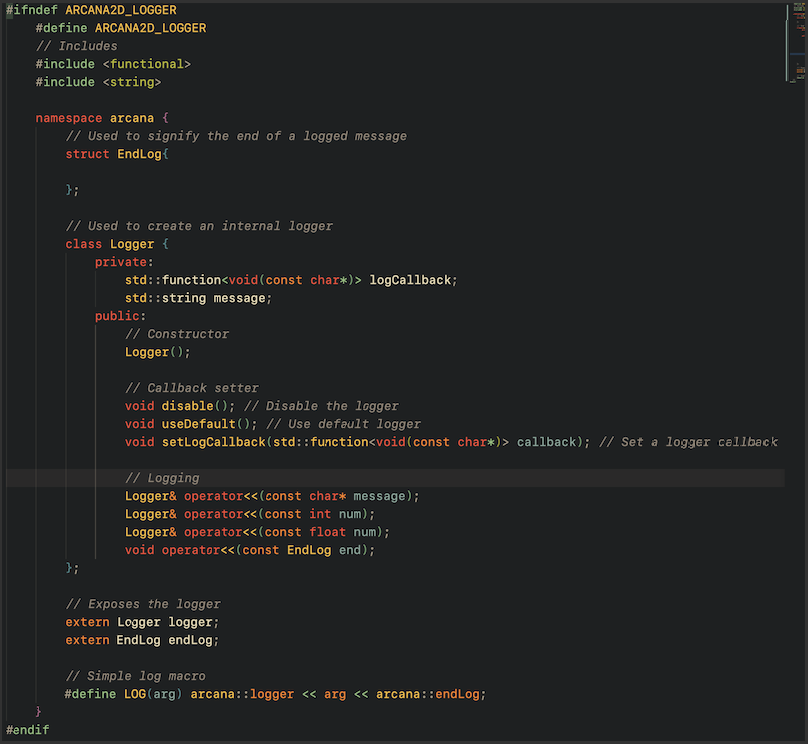 #ifndef ARCANA2D_LOGGER
#define ARCANA2D_LOGGER
// Includes
#include <functional>
#include <string>
namespace arcana {
// Used to signify the end of a logged message
struct EndLog{
};
// Used to create an internal logger
class Logger {
private:
std::function<void(const char*)> logCallback;
std::string message;
public:
// Constructor
Logger();
// Callback setter
void disable(); // Disable the logger
void useDefault(); // Use default logger
void setLogCallback(std::function<void(const char*)> callback); // Set a logger callback
// Logging
Logger& operator<<(const char* message);
Logger& operator<<(const int num);
Logger& operator<<(const float num);
void operator<<(const EndLog end);
};
// Exposes the logger
extern Logger logger;
extern EndLog endLog;
// Simple log macro
#define LOG(arg) arcana::logger << arg << arcana::endLog;
}
#endif